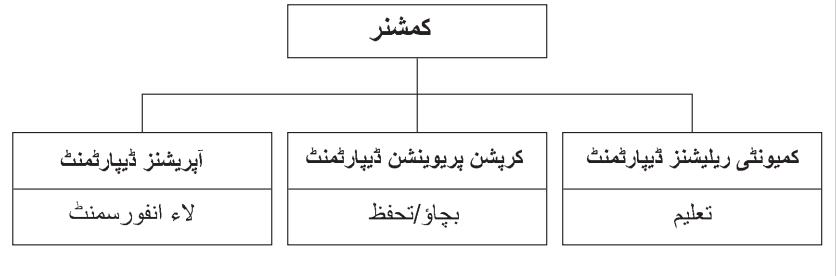 کمشنر
کمیونٹی ریلیشنز ڈیپارٹمنٹ
تعلیم
کرپشن پریوینشن ڈیپارٹمنٹ
بچاؤ/تحفظ
آپریشنز ڈیپارٹمنٹ
لاء انفورسمنٹ